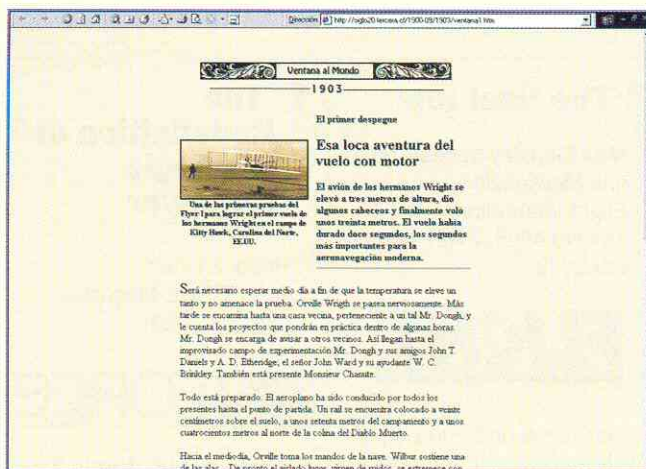 Dirección http://siglo20.tercera.cl/1900-09/1903/ventana1.htm
Ventana al Mundo
1903
El primer despegue
Esa loca aventura del
vuelo con motor
El avión de los hermanos Wright se
elevó a tres metros de altura, dio
algunos cabeceos y finalmente voló
unos treinta metros. El vuelo había
durado doce segundos, los segundos
más importantes para la
aeronavegación moderna.
Una de las primeras pruebas del
Flyer I para lograr el primer vuelo de
los hermanos Wright en el campo de
Kitty Hawk, Carolina del Norte,
EE.UU.
Será necesario esperar medio día a fin de que la temperatura se eleve un
tanto y no amenace la prueba. Orville Wrigth se pasea nerviosamente. Más
tarde se encamina hasta una casa vecina, perteneciente a un tal Mr. Dongh, y
le cuenta los proyectos que pondrán en práctica dentro de algunas horas.
Mr. Dongh se encarga de avisar a otros vecinos. Así llegan hasta el
improvisado campo de experimentación Mr. Dongh y sus amigos John T.
Daniels y A. D. Etheridge, el señor John Ward y su ayudante W. C.
Brinkley. También está presente Monsieur Chanute.
Todo está preparado. El aeroplano ha sido conducido por todos los
presentes hasta el punto de partida. Un rail se encuentra colocado a veinte
centímetros sobre el suelo, a unos setenta metros del campamento y a unos
cuatrocientos metros al norte de la colina del Diablo Muerto.
Hacia el mediodía, Orville toma los mandos de la nave. Wilbur sostiene una